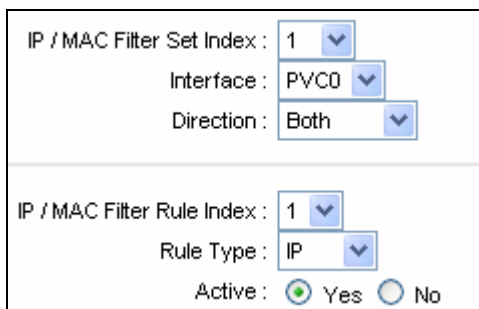 IP / MAC Filter Set Index : 1
Interface : PVC0
Direction : Both
IP / MAC Filter Rule Index : 1
Rule Type : IP
Active : Yes No